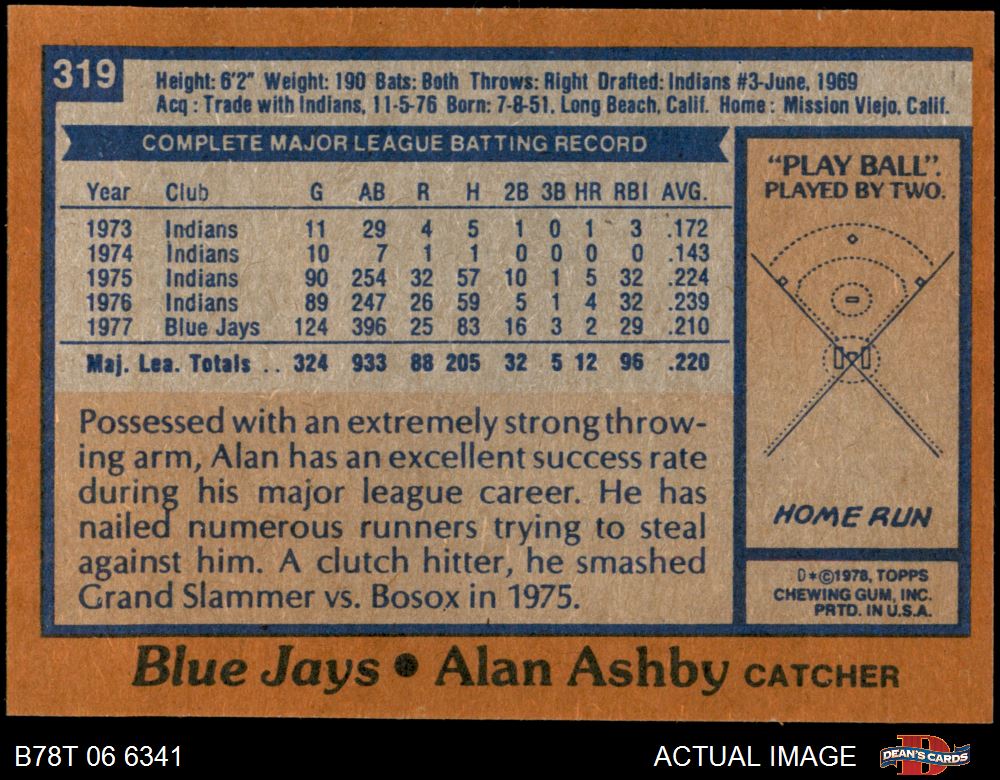 319
Height: 6'2" Weight: 190 Bats: Both Throws: Right Drafted: Indians #3-June, 1969
Acq : Trade with Indians, 11-5-76 Born: 7-8-51, Long Beach, Calif. Home : Mission Viejo, Calif.
COMPLETE MAJOR LEAGUE BATTING RECORD
Year Club G AB R H 2B 3B HR RBI AVG.
1973 Indians 11 29 4 5 1 0 1 3 .172
1974 Indians 10 7 1 1 0 0 0 0 .143
1975 Indians 90 254 32 57 10 1 5 32 .224
1976 Indians 89 247 26 59 5 1 4 32 .239
1977 Blue Jays 124 396 25 83 16 3 2 29 .210
Maj. Lea. Totals .. 324 933 88 205 32 5 12 96 .220
Possessed with an extremely strong throw-
ing arm, Alan has an excellent success rate
during his major league career. He has
nailed numerous runners trying to steal
against him. A clutch hitter, he smashed
Grand Slammer vs. Bosox in 1975.
"PLAY BALL".
PLAYED BY TWO.
HOME RUN
D*©1978, TOPPS
CHEWING GUM, INC.
PRTD. IN U.S.A.
Blue Jays • Alan Ashby CATCHER
B78T 06 6341
ACTUAL IMAGE
DEAN'S CARDS